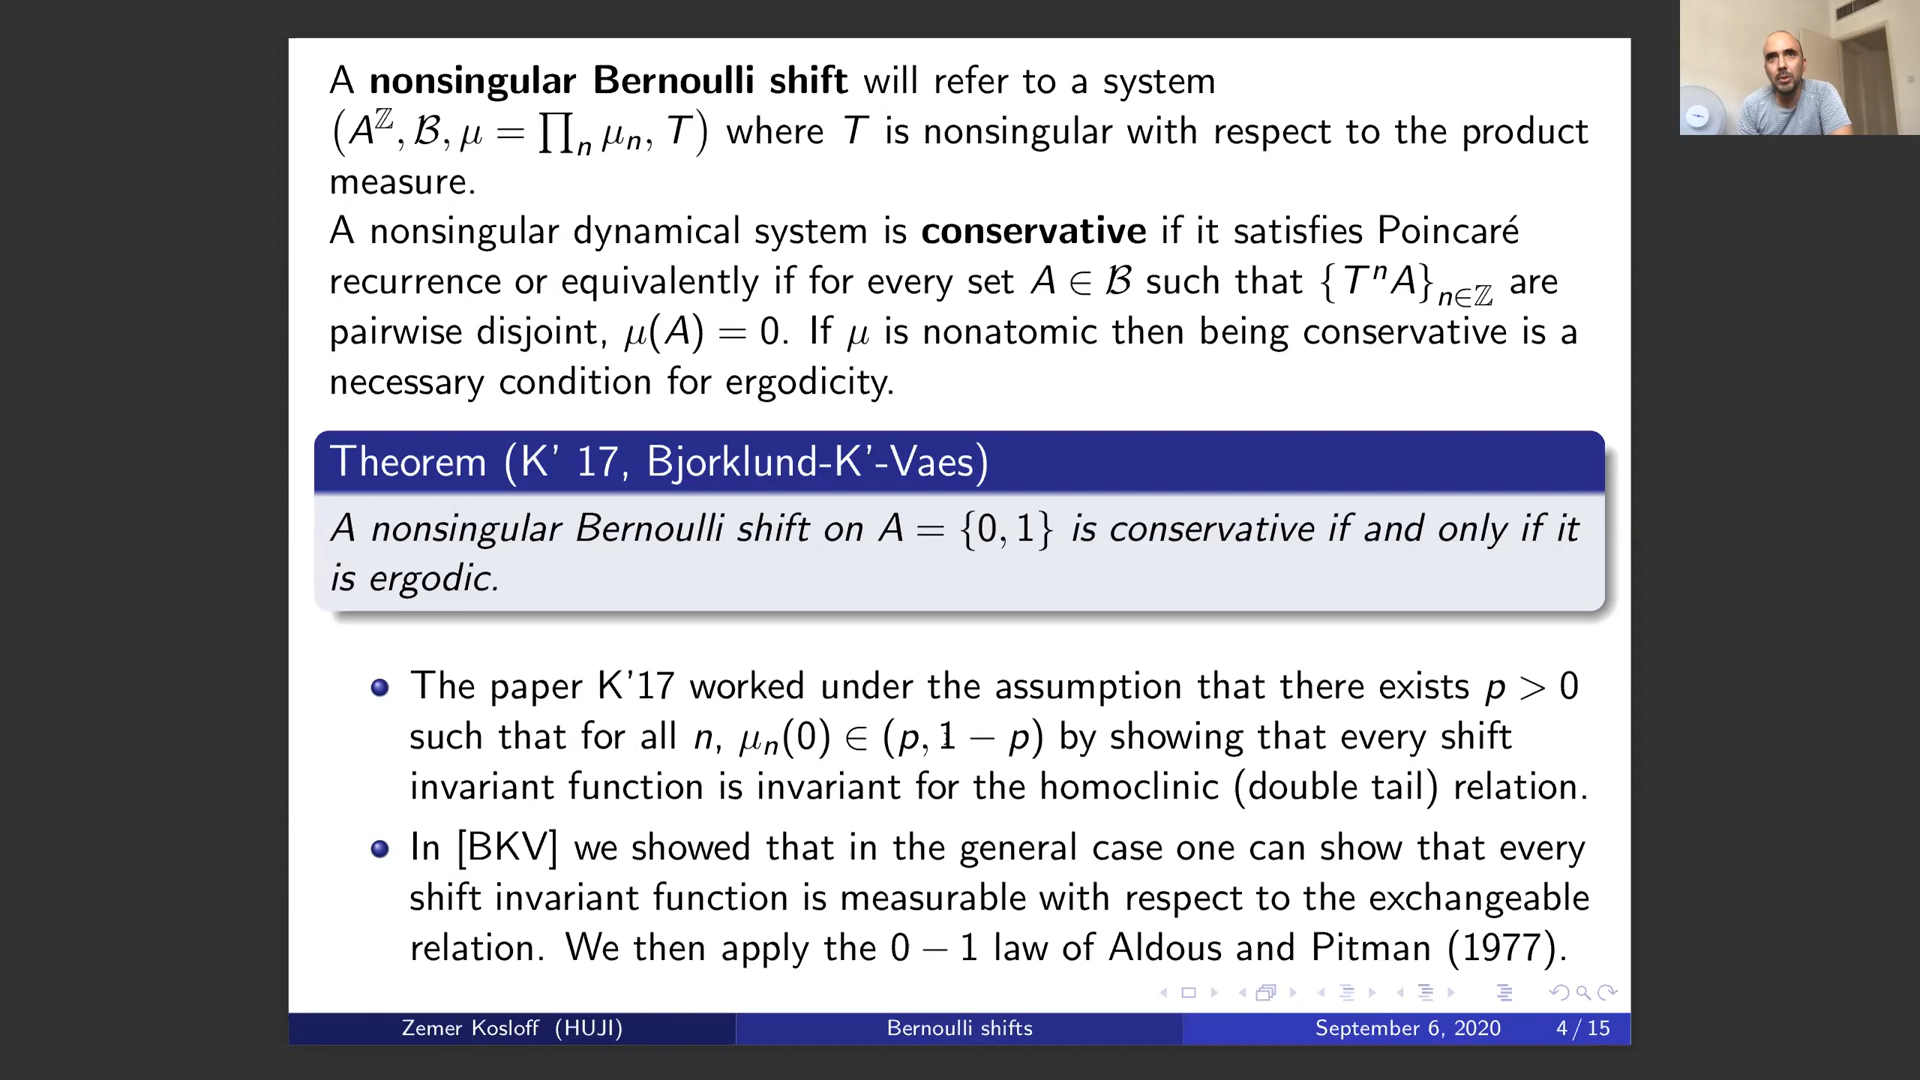 A nonsingular Bernoulli shift will refer to a system
(A^ℤ, ℬ, μ = ∏_n μ_n, T) where T is nonsingular with respect to the product
measure.
A nonsingular dynamical system is conservative if it satisfies Poincaré
recurrence or equivalently if for every set A ∈ ℬ such that {T^n A}_{n∈ℤ} are
pairwise disjoint, μ(A) = 0. If μ is nonatomic then being conservative is a
necessary condition for ergodicity.
Theorem (K' 17, Bjorklund-K'-Vaes)
A nonsingular Bernoulli shift on A = {0, 1} is conservative if and only if it
is ergodic.
The paper K'17 worked under the assumption that there exists p > 0
such that for all n, μ_n(0) ∈ (p, 1 − p) by showing that every shift
invariant function is invariant for the homoclinic (double tail) relation.
In [BKV] we showed that in the general case one can show that every
shift invariant function is measurable with respect to the exchangeable
relation. We then apply the 0 − 1 law of Aldous and Pitman (1977).
Zemer Kosloff (HUJI) Bernoulli shifts September 6, 2020 4 / 15